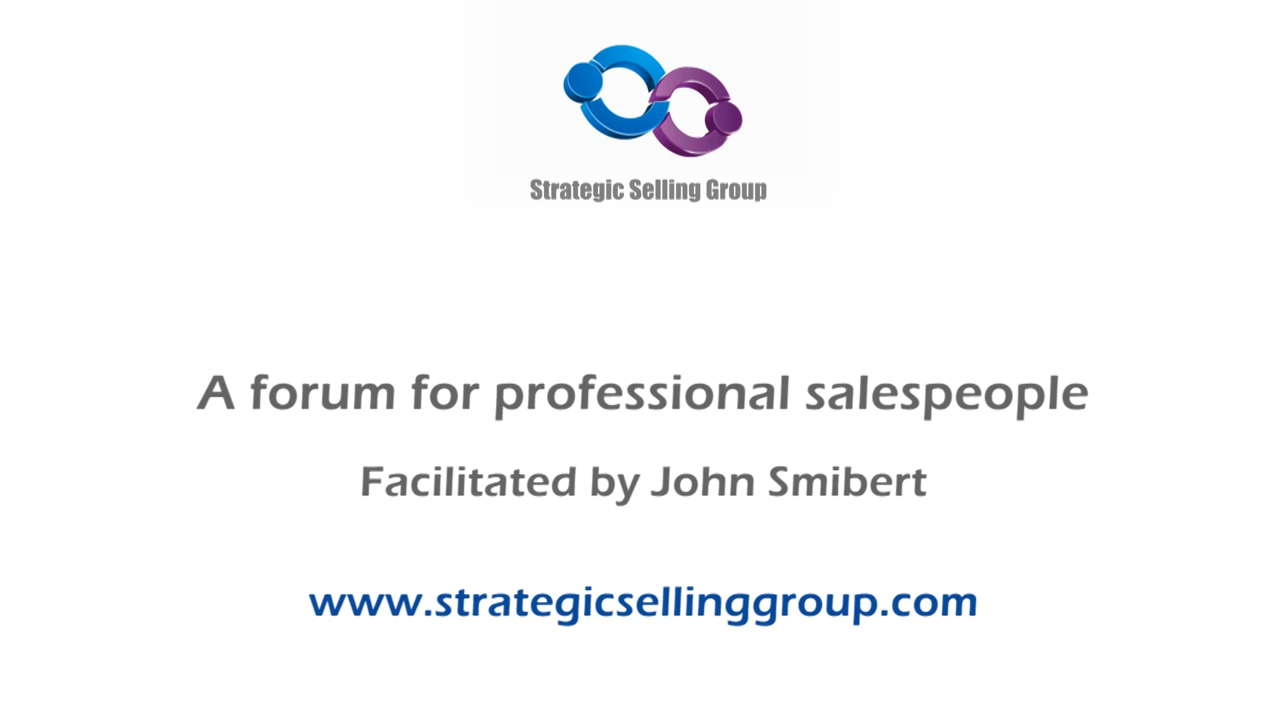 Strategic Selling Group
A forum for professional salespeople
Facilitated by John Smibert
www.strategicsellinggroup.com